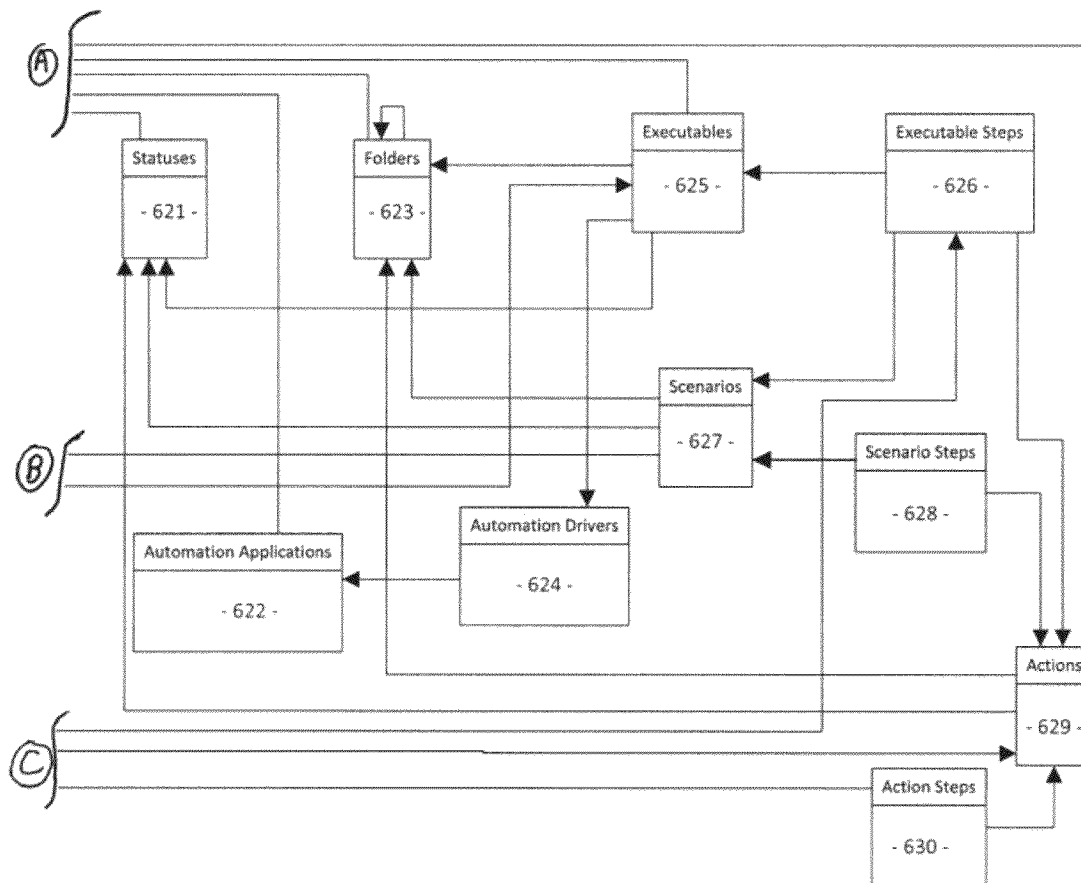 A
Statuses
- 621 -
Folders
- 623 -
Executables
- 625 -
Executable Steps
- 626 -
Scenarios
- 627 -
B
Scenario Steps
- 628 -
Automation Drivers
- 624 -
Automation Applications
- 622 -
Actions
- 629 -
C
Action Steps
- 630 -